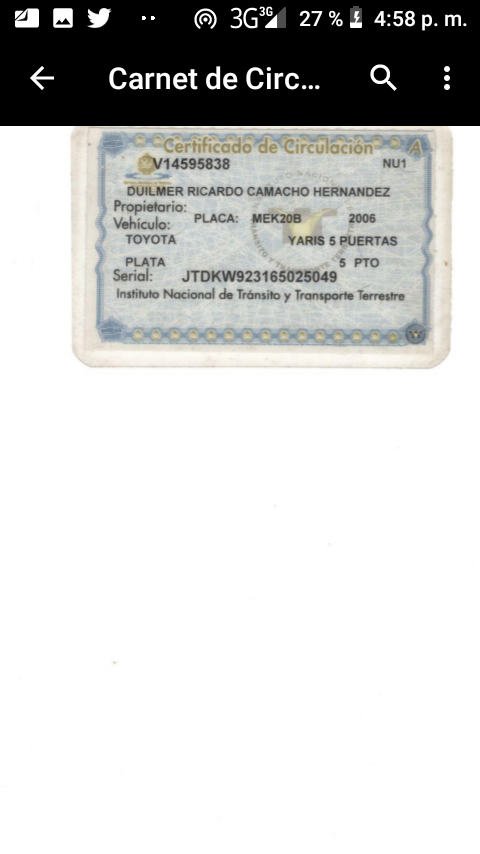 3G 3G 27 % 4:58 p. m.
Carnet de Circ...
Certificado de Circulación A
V14595838 NU1
DUILMER RICARDO CAMACHO HERNANDEZ
Propietario:
Vehículo: PLACA: MEK20B 2006
TOYOTA YARIS 5 PUERTAS
PLATA 5 PTO
Serial: JTDKW923165025049
Instituto Nacional de Tránsito y Transporte Terrestre